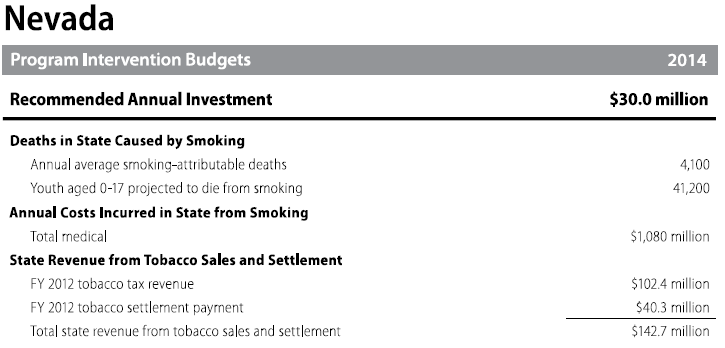 Nevada
Program Intervention Budgets 2014
Recommended Annual Investment $30.0 million
Deaths in State Caused by Smoking
Annual average smoking-attributable deaths 4,100
Youth aged 0-17 projected to die from smoking 41,200
Annual Costs Incurred in State from Smoking
Total medical $1,080 million
State Revenue from Tobacco Sales and Settlement
FY 2012 tobacco tax revenue $102.4 million
FY 2012 tobacco settlement payment $40.3 million
Total state revenue from tobacco sales and settlement $142.7 million